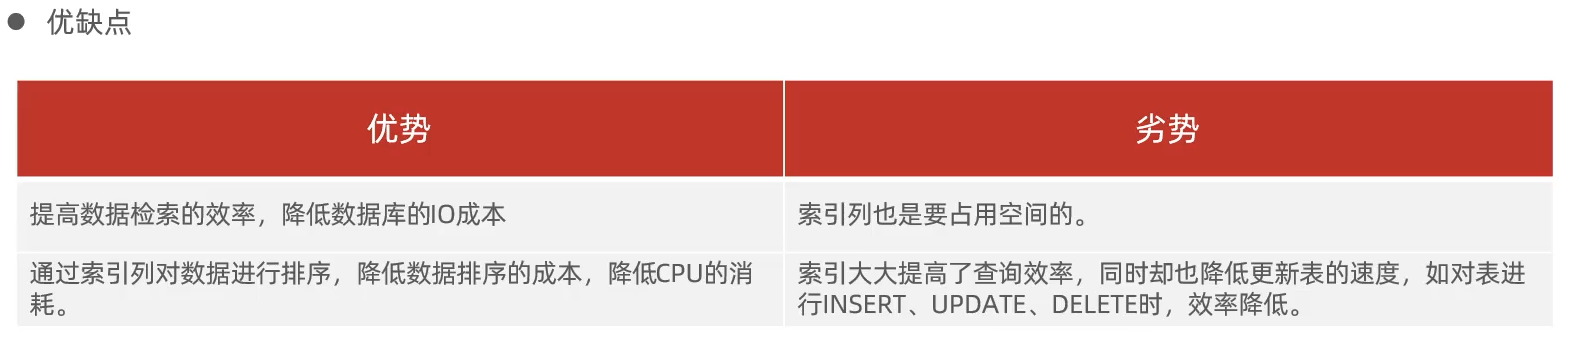 ● 优缺点
优势
劣势
提高数据检索的效率，降低数据库的IO成本
索引列也是要占用空间的。
通过索引列对数据进行排序，降低数据排序的成本，降低CPU的消
耗。
索引大大提高了查询效率，同时却也降低更新表的速度，如对表进
行INSERT、UPDATE、DELETE时，效率降低。